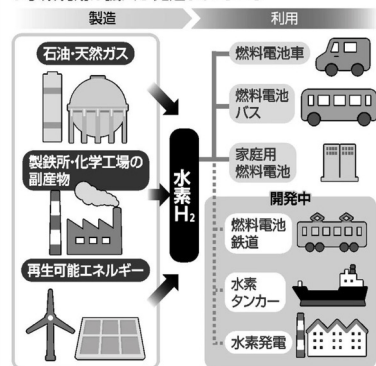 製造
利用
石油・天然ガス
製鉄所・化学工場の
副産物
再生可能エネルギー
水素H₂
燃料電池車
燃料電池
バス
家庭用
燃料電池
開発中
燃料電池
鉄道
水素
タンカー
水素発電